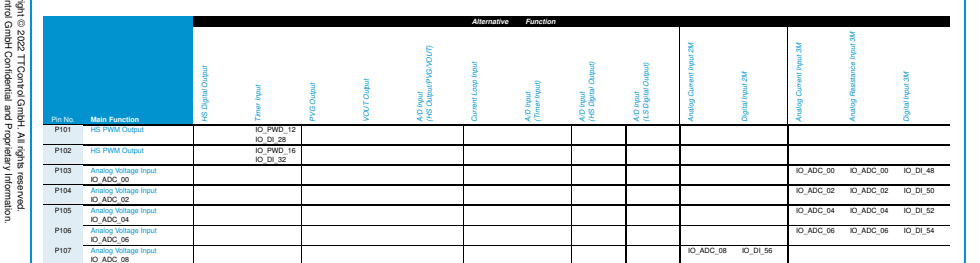 right © 2022 TTControl GmbH. All rights reserved.
ntrol GmbH Confidential and Proprietary Information.
Alternative Function
Pin No. Main Function
HS Digital Output
Timer Input
PVG Output
VOUT Output
A/D Input
(HS Output/PVG/VOUT)
Current Loop Input
A/D Input
(Timer Input)
A/D Input
(HS Digital Output)
A/D Input
(LS Digital Output)
Analog Current Input 2M
Digital Input 2M
Analog Current Input 3M
Analog Resistance Input 3M
Digital Input 3M
P101 HS PWM Output IO_PWD_12
IO_DI_28
P102 HS PWM Output IO_PWD_16
IO_DI_32
P103 Analog Voltage Input IO_ADC_00 IO_ADC_00 IO_DI_48
IO_ADC_00
P104 Analog Voltage Input IO_ADC_02 IO_ADC_02 IO_DI_50
IO_ADC_02
P105 Analog Voltage Input IO_ADC_04 IO_ADC_04 IO_DI_52
IO_ADC_04
P106 Analog Voltage Input IO_ADC_06 IO_ADC_06 IO_DI_54
IO_ADC_06
P107 Analog Voltage Input IO_ADC_08 IO_DI_56
IO_ADC_08